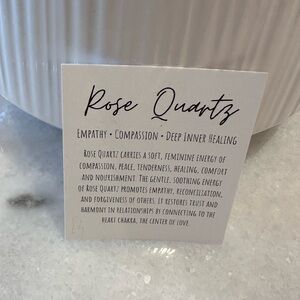 Rose Quartz
Empathy • Compassion • Deep Inner Healing
Rose Quartz carries a soft, feminine energy of
compassion, peace, tenderness, healing, comfort
and nourishment. The gentle, soothing energy
of Rose Quartz promotes empathy, reconciliation,
and forgiveness of others. It restores trust and
harmony in relationships by connecting to the
heart chakra, the center of love.